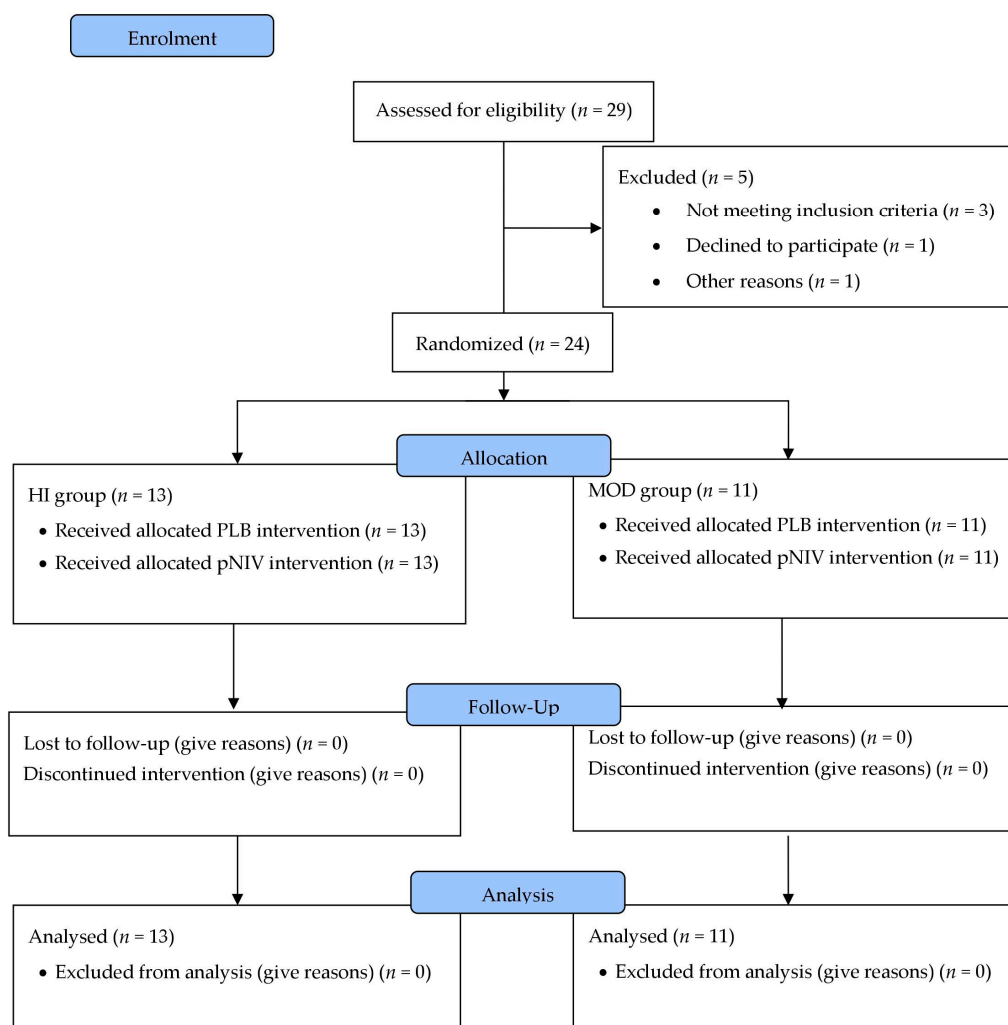 Enrolment
Assessed for eligibility (n = 29)
Excluded (n = 5)
• Not meeting inclusion criteria (n = 3)
• Declined to participate (n = 1)
• Other reasons (n = 1)
Randomized (n = 24)
Allocation
HI group (n = 13)
• Received allocated PLB intervention (n = 13)
• Received allocated pNIV intervention (n = 13)
MOD group (n = 11)
• Received allocated PLB intervention (n = 11)
• Received allocated pNIV intervention (n = 11)
Follow-Up
Lost to follow-up (give reasons) (n = 0)
Discontinued intervention (give reasons) (n = 0)
Lost to follow-up (give reasons) (n = 0)
Discontinued intervention (give reasons) (n = 0)
Analysis
Analysed (n = 13)
• Excluded from analysis (give reasons) (n = 0)
Analysed (n = 11)
• Excluded from analysis (give reasons) (n = 0)